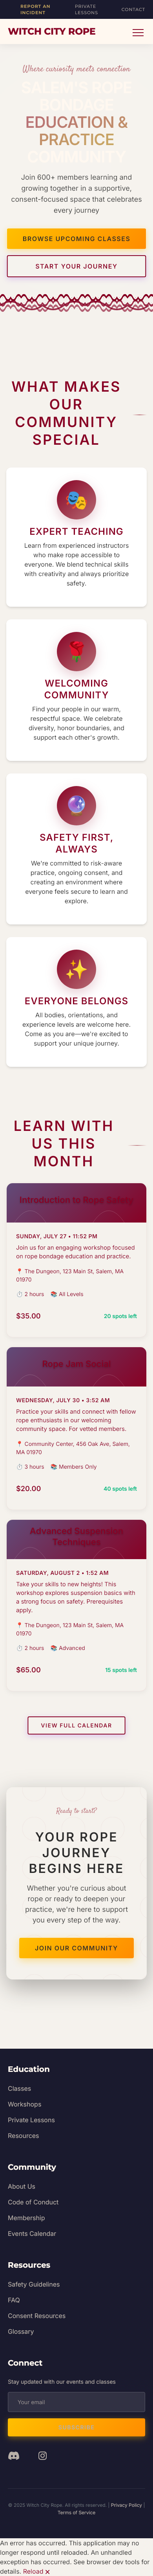 REPORT AN
INCIDENT
PRIVATE
LESSONS
CONTACT
WITCH CITY ROPE
Where curiosity meets connection
SALEM'S ROPE
BONDAGE
EDUCATION &
PRACTICE
COMMUNITY
Join 600+ members learning and
growing together in a supportive,
consent-focused space that celebrates
every journey
BROWSE UPCOMING CLASSES
START YOUR JOURNEY
WHAT MAKES
OUR
COMMUNITY
SPECIAL
EXPERT TEACHING
Learn from experienced instructors
who make rope accessible to
everyone. We blend technical skills
with creativity and always prioritize
safety.
WELCOMING
COMMUNITY
Find your people in our warm,
respectful space. We celebrate
diversity, honor boundaries, and
support each other's growth.
SAFETY FIRST,
ALWAYS
We're committed to risk-aware
practice, ongoing consent, and
creating an environment where
everyone feels secure to learn and
explore.
EVERYONE BELONGS
All bodies, orientations, and
experience levels are welcome here.
Come as you are—we're excited to
support your unique journey.
LEARN WITH
US THIS
MONTH
Introduction to Rope Safety
SUNDAY, JULY 27 • 11:52 PM
Join us for an engaging workshop focused
on rope bondage education and practice.
📍 The Dungeon, 123 Main St, Salem, MA
01970
⏱️ 2 hours 📚 All Levels
$35.00 20 spots left
Rope Jam Social
WEDNESDAY, JULY 30 • 3:52 AM
Practice your skills and connect with fellow
rope enthusiasts in our welcoming
community space. For vetted members.
📍 Community Center, 456 Oak Ave, Salem,
MA 01970
⏱️ 3 hours 📚 Members Only
$20.00 40 spots left
Advanced Suspension
Techniques
SATURDAY, AUGUST 2 • 1:52 AM
Take your skills to new heights! This
workshop explores suspension basics with
a strong focus on safety. Prerequisites
apply.
📍 The Dungeon, 123 Main St, Salem, MA
01970
⏱️ 2 hours 📚 Advanced
$65.00 15 spots left
VIEW FULL CALENDAR
Ready to start?
YOUR ROPE
JOURNEY
BEGINS HERE
Whether you're curious about
rope or ready to deepen your
practice, we're here to support
you every step of the way.
JOIN OUR COMMUNITY
Education
Classes
Workshops
Private Lessons
Resources
Community
About Us
Code of Conduct
Membership
Events Calendar
Resources
Safety Guidelines
FAQ
Consent Resources
Glossary
Connect
Stay updated with our events and classes
Your email
© 2025 Witch City Rope. All rights reserved. | Privacy Policy |
Terms of Service
An error has occurred. This application may no
longer respond until reloaded. An unhandled
exception has occurred. See browser dev tools for
details. Reload ✕